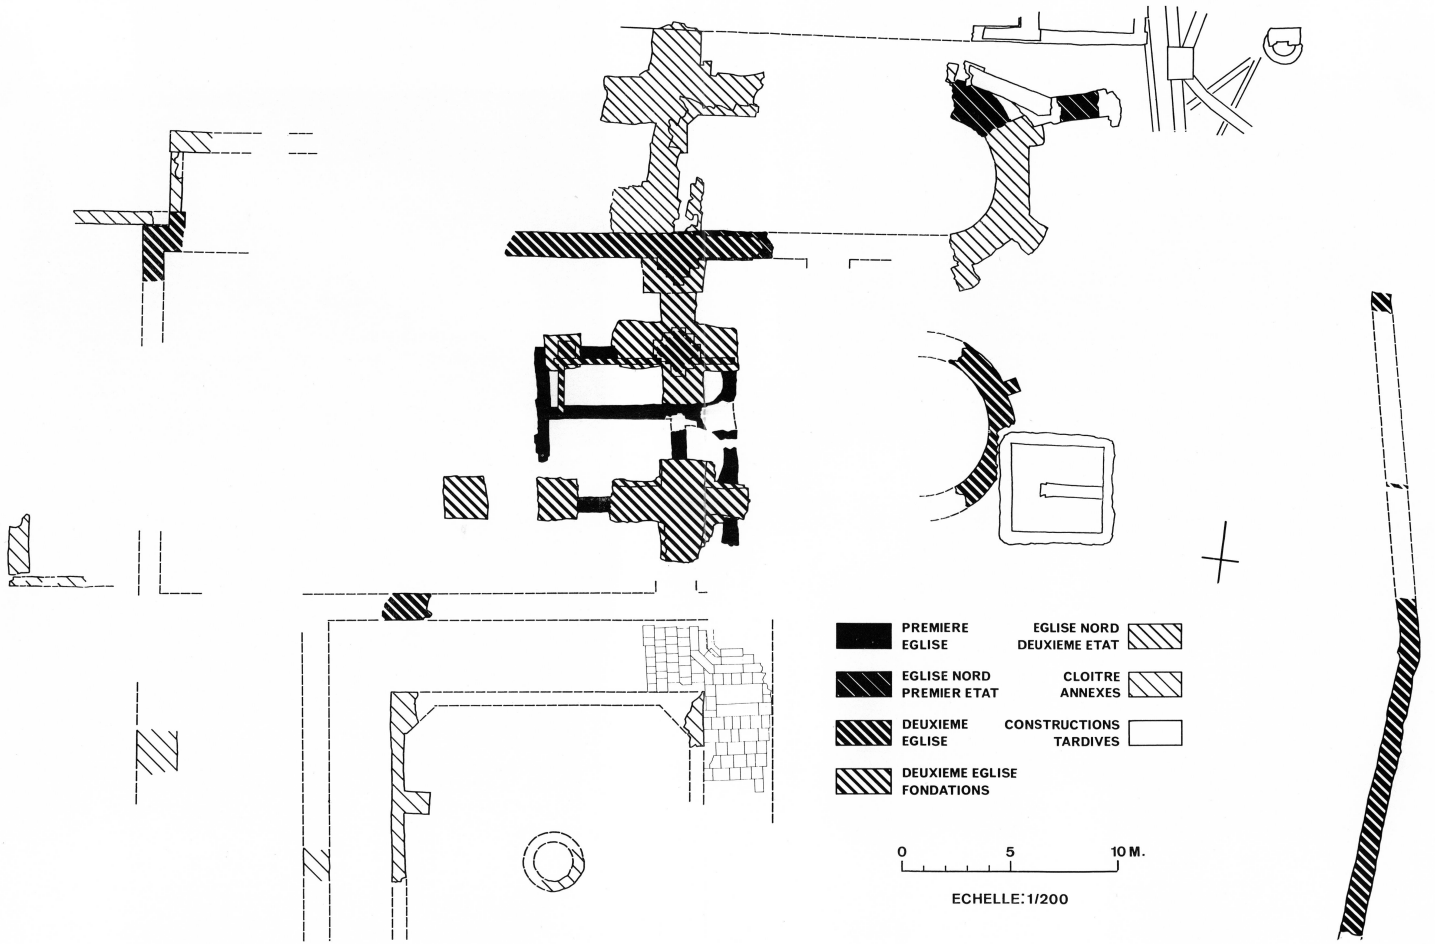 PREMIERE
EGLISE
EGLISE NORD
PREMIER ETAT
DEUXIEME
EGLISE
DEUXIEME EGLISE
FONDATIONS
EGLISE NORD
DEUXIEME ETAT
CLOITRE
ANNEXES
CONSTRUCTIONS
TARDIVES
0 5 10 M.
ECHELLE: 1/200